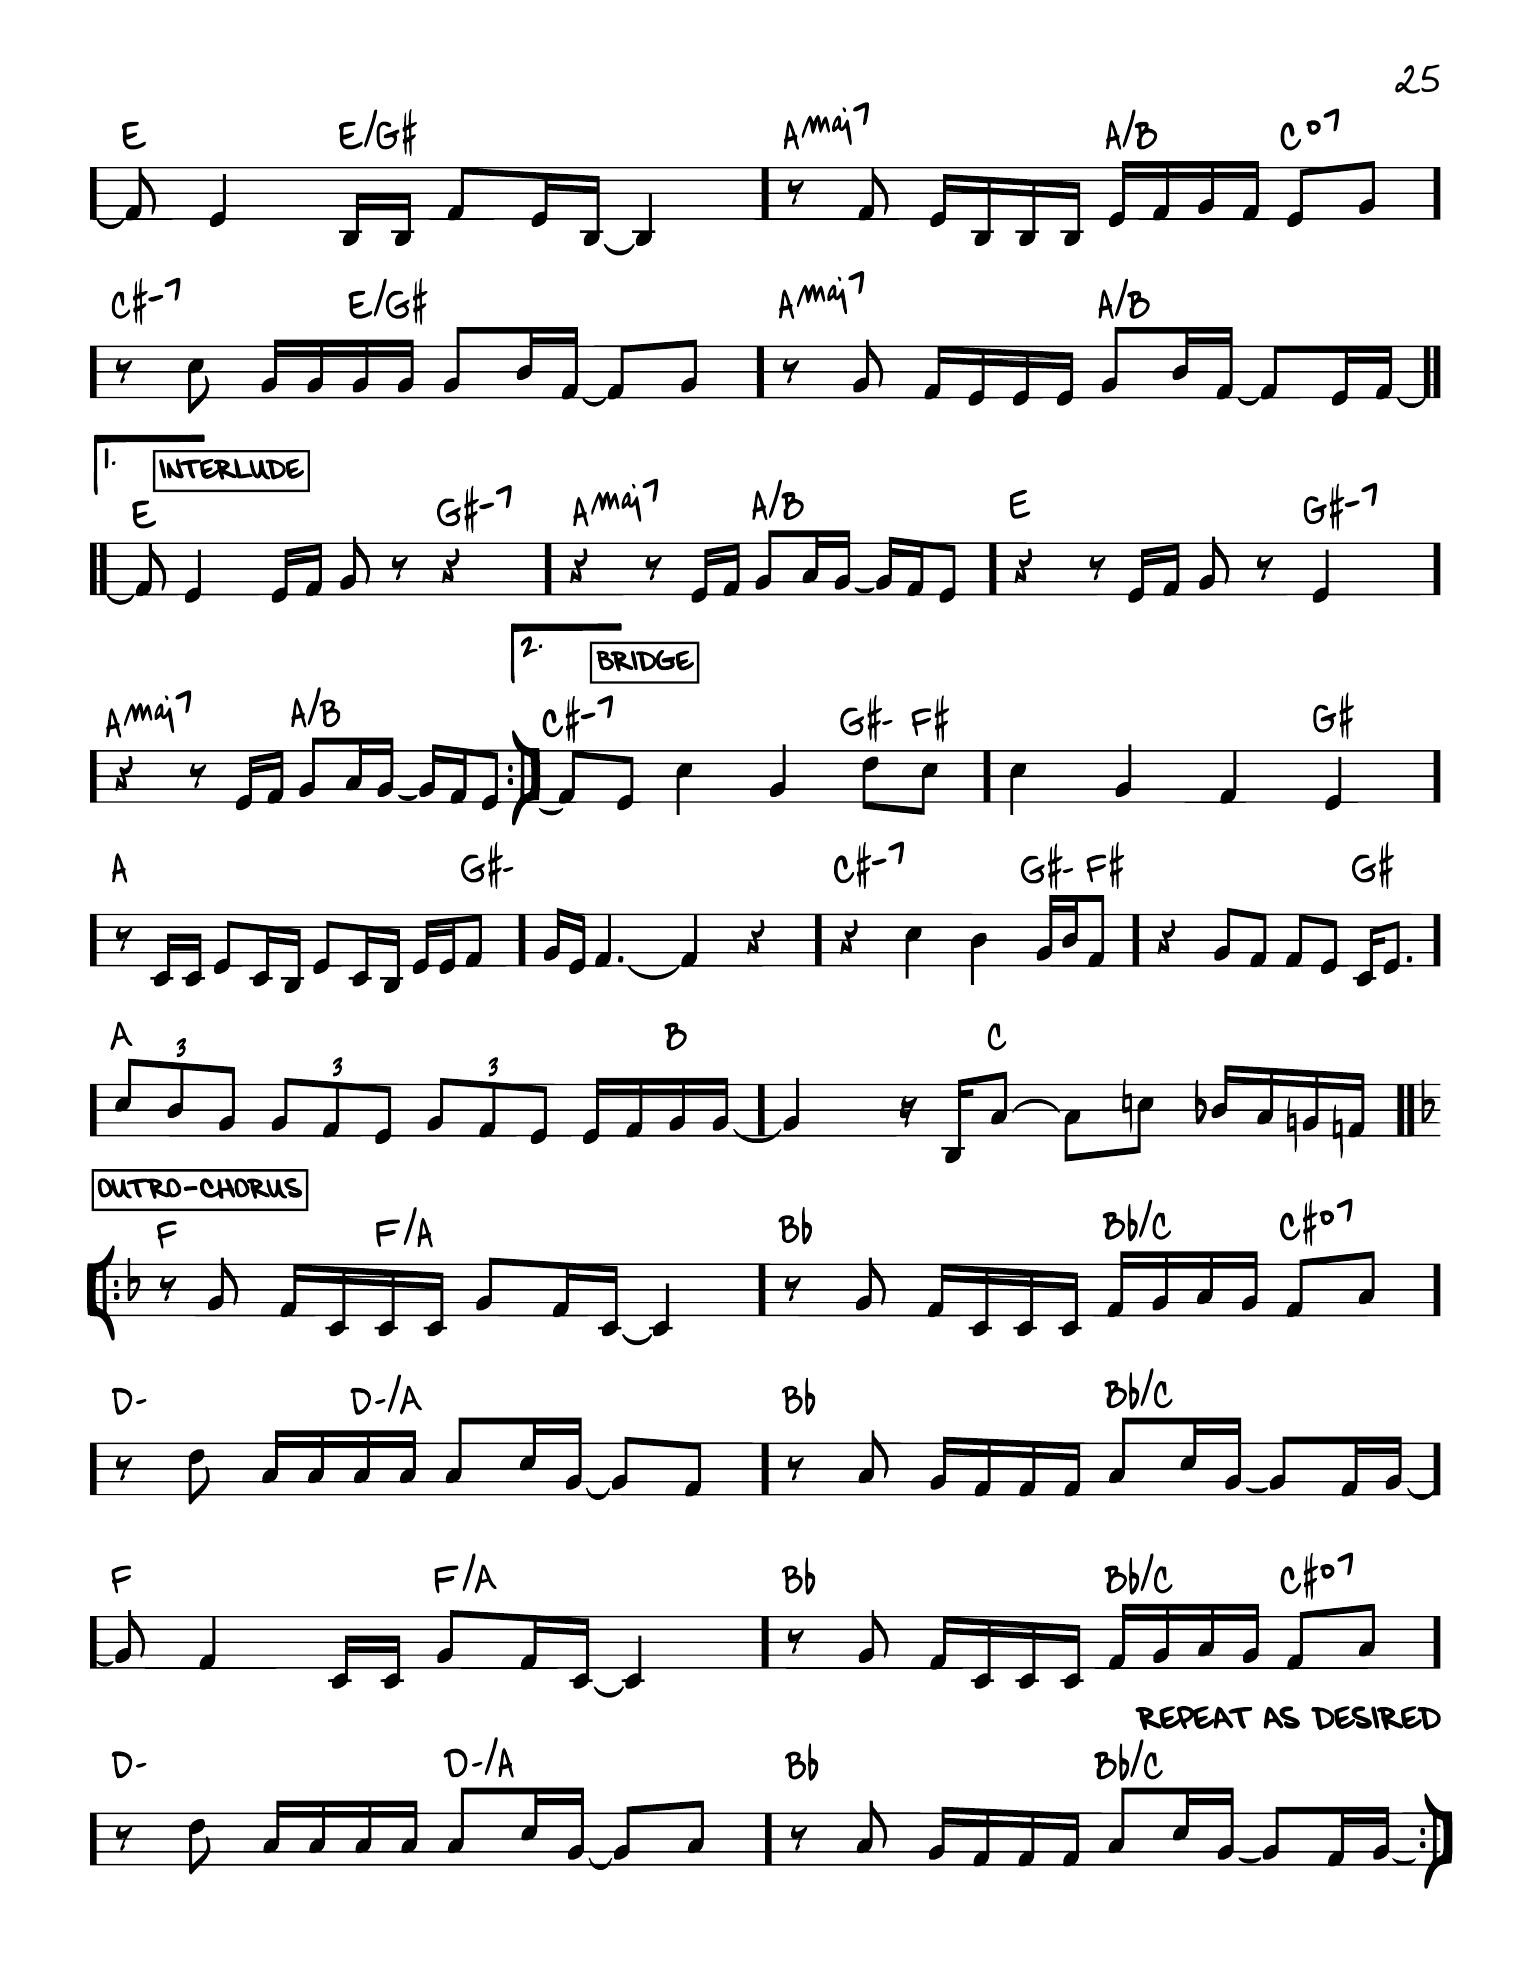 25
E E/G# Amaj7 A/B C°7
C#-7 E/G# Amaj7 A/B
1. INTERLUDE
E G#-7 Amaj7 A/B E G#-7
2. BRIDGE
Amaj7 A/B C#-7 G#- F# G#
A G#- C#-7 G#- F# G#
A 3 3 3 B C
OUTRO-CHORUS
F F/A Bb Bb/C C#°7
D- D-/A Bb Bb/C
F F/A Bb Bb/C C#°7
REPEAT AS DESIRED
D- D-/A Bb Bb/C